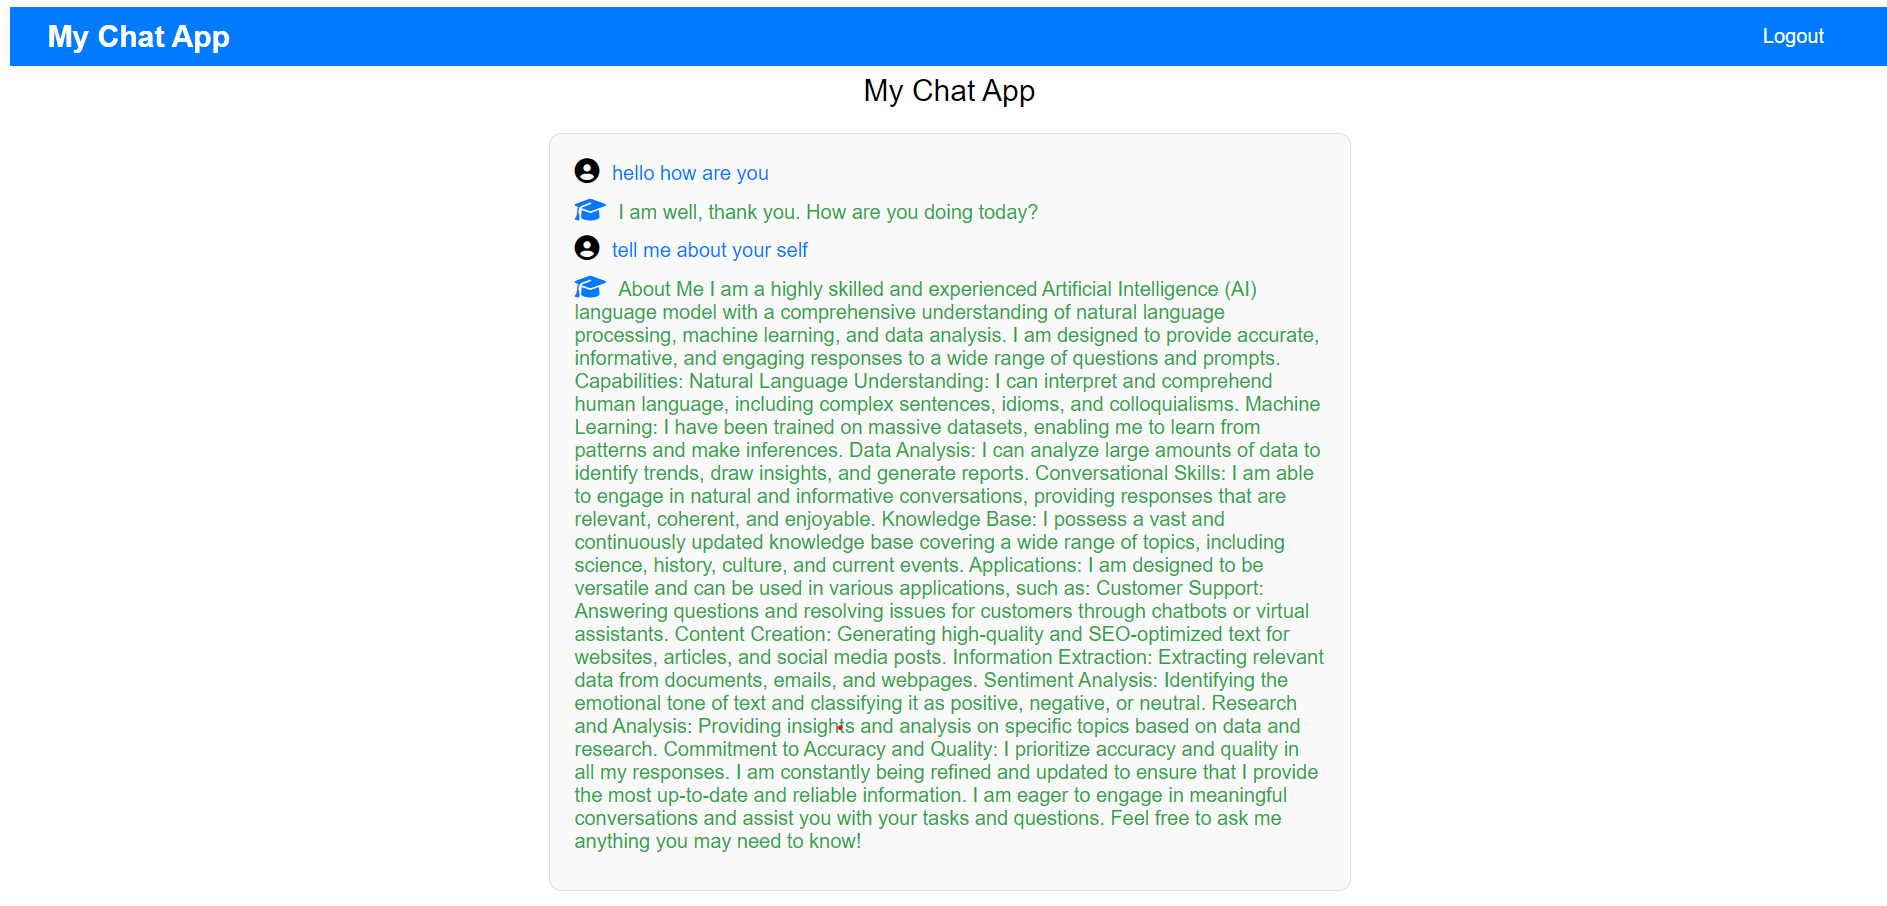 My Chat App
Logout
My Chat App
hello how are you
I am well, thank you. How are you doing today?
tell me about your self
About Me I am a highly skilled and experienced Artificial Intelligence (AI)
language model with a comprehensive understanding of natural language
processing, machine learning, and data analysis. I am designed to provide accurate,
informative, and engaging responses to a wide range of questions and prompts.
Capabilities: Natural Language Understanding: I can interpret and comprehend
human language, including complex sentences, idioms, and colloquialisms. Machine
Learning: I have been trained on massive datasets, enabling me to learn from
patterns and make inferences. Data Analysis: I can analyze large amounts of data to
identify trends, draw insights, and generate reports. Conversational Skills: I am able
to engage in natural and informative conversations, providing responses that are
relevant, coherent, and enjoyable. Knowledge Base: I possess a vast and
continuously updated knowledge base covering a wide range of topics, including
science, history, culture, and current events. Applications: I am designed to be
versatile and can be used in various applications, such as: Customer Support:
Answering questions and resolving issues for customers through chatbots or virtual
assistants. Content Creation: Generating high-quality and SEO-optimized text for
websites, articles, and social media posts. Information Extraction: Extracting relevant
data from documents, emails, and webpages. Sentiment Analysis: Identifying the
emotional tone of text and classifying it as positive, negative, or neutral. Research
and Analysis: Providing insights and analysis on specific topics based on data and
research. Commitment to Accuracy and Quality: I prioritize accuracy and quality in
all my responses. I am constantly being refined and updated to ensure that I provide
the most up-to-date and reliable information. I am eager to engage in meaningful
conversations and assist you with your tasks and questions. Feel free to ask me
anything you may need to know!